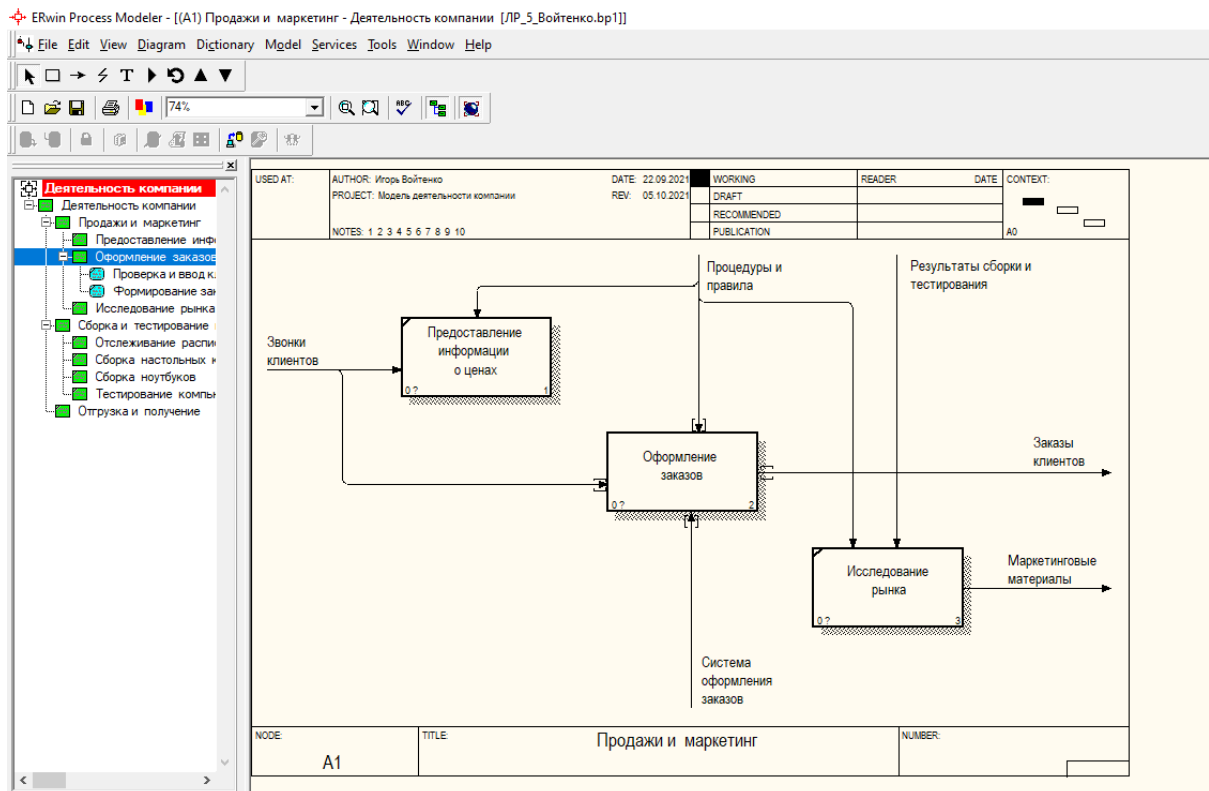 ERwin Process Modeler - [(A1) Продажи и маркетинг - Деятельность компании [ЛР_5_Войтенко.bp1]]
File Edit View Diagram Dictionary Model Services Tools Window Help
T
74%
ABC
Деятельность компании
Деятельность компании
Продажи и маркетинг
Предоставление инфо
Оформление заказов
Проверка и ввод к.
Формирование зак
Исследование рынка
Сборка и тестирование
Отслеживание распи
Сборка настольных к
Сборка ноутбуков
Тестирование компь
Отгрузка и получение
USED AT:
AUTHOR: Игорь Войтенко
DATE: 22.09.2021
WORKING
READER
DATE
CONTEXT:
PROJECT: Модель деятельности компании
REV: 05.10.2021
DRAFT
RECOMMENDED
NOTES: 1 2 3 4 5 6 7 8 9 10
PUBLICATION
A0
Процедуры и
правила
Результаты сборки и
тестирования
Звонки
клиентов
Предоставление
информации
о ценах
0 ?
1
Оформление
заказов
0 ?
2
Заказы
клиентов
Исследование
рынка
0 ?
3
Маркетинговые
материалы
Система
оформления
заказов
NODE:
TITLE:
NUMBER:
A1
Продажи и маркетинг